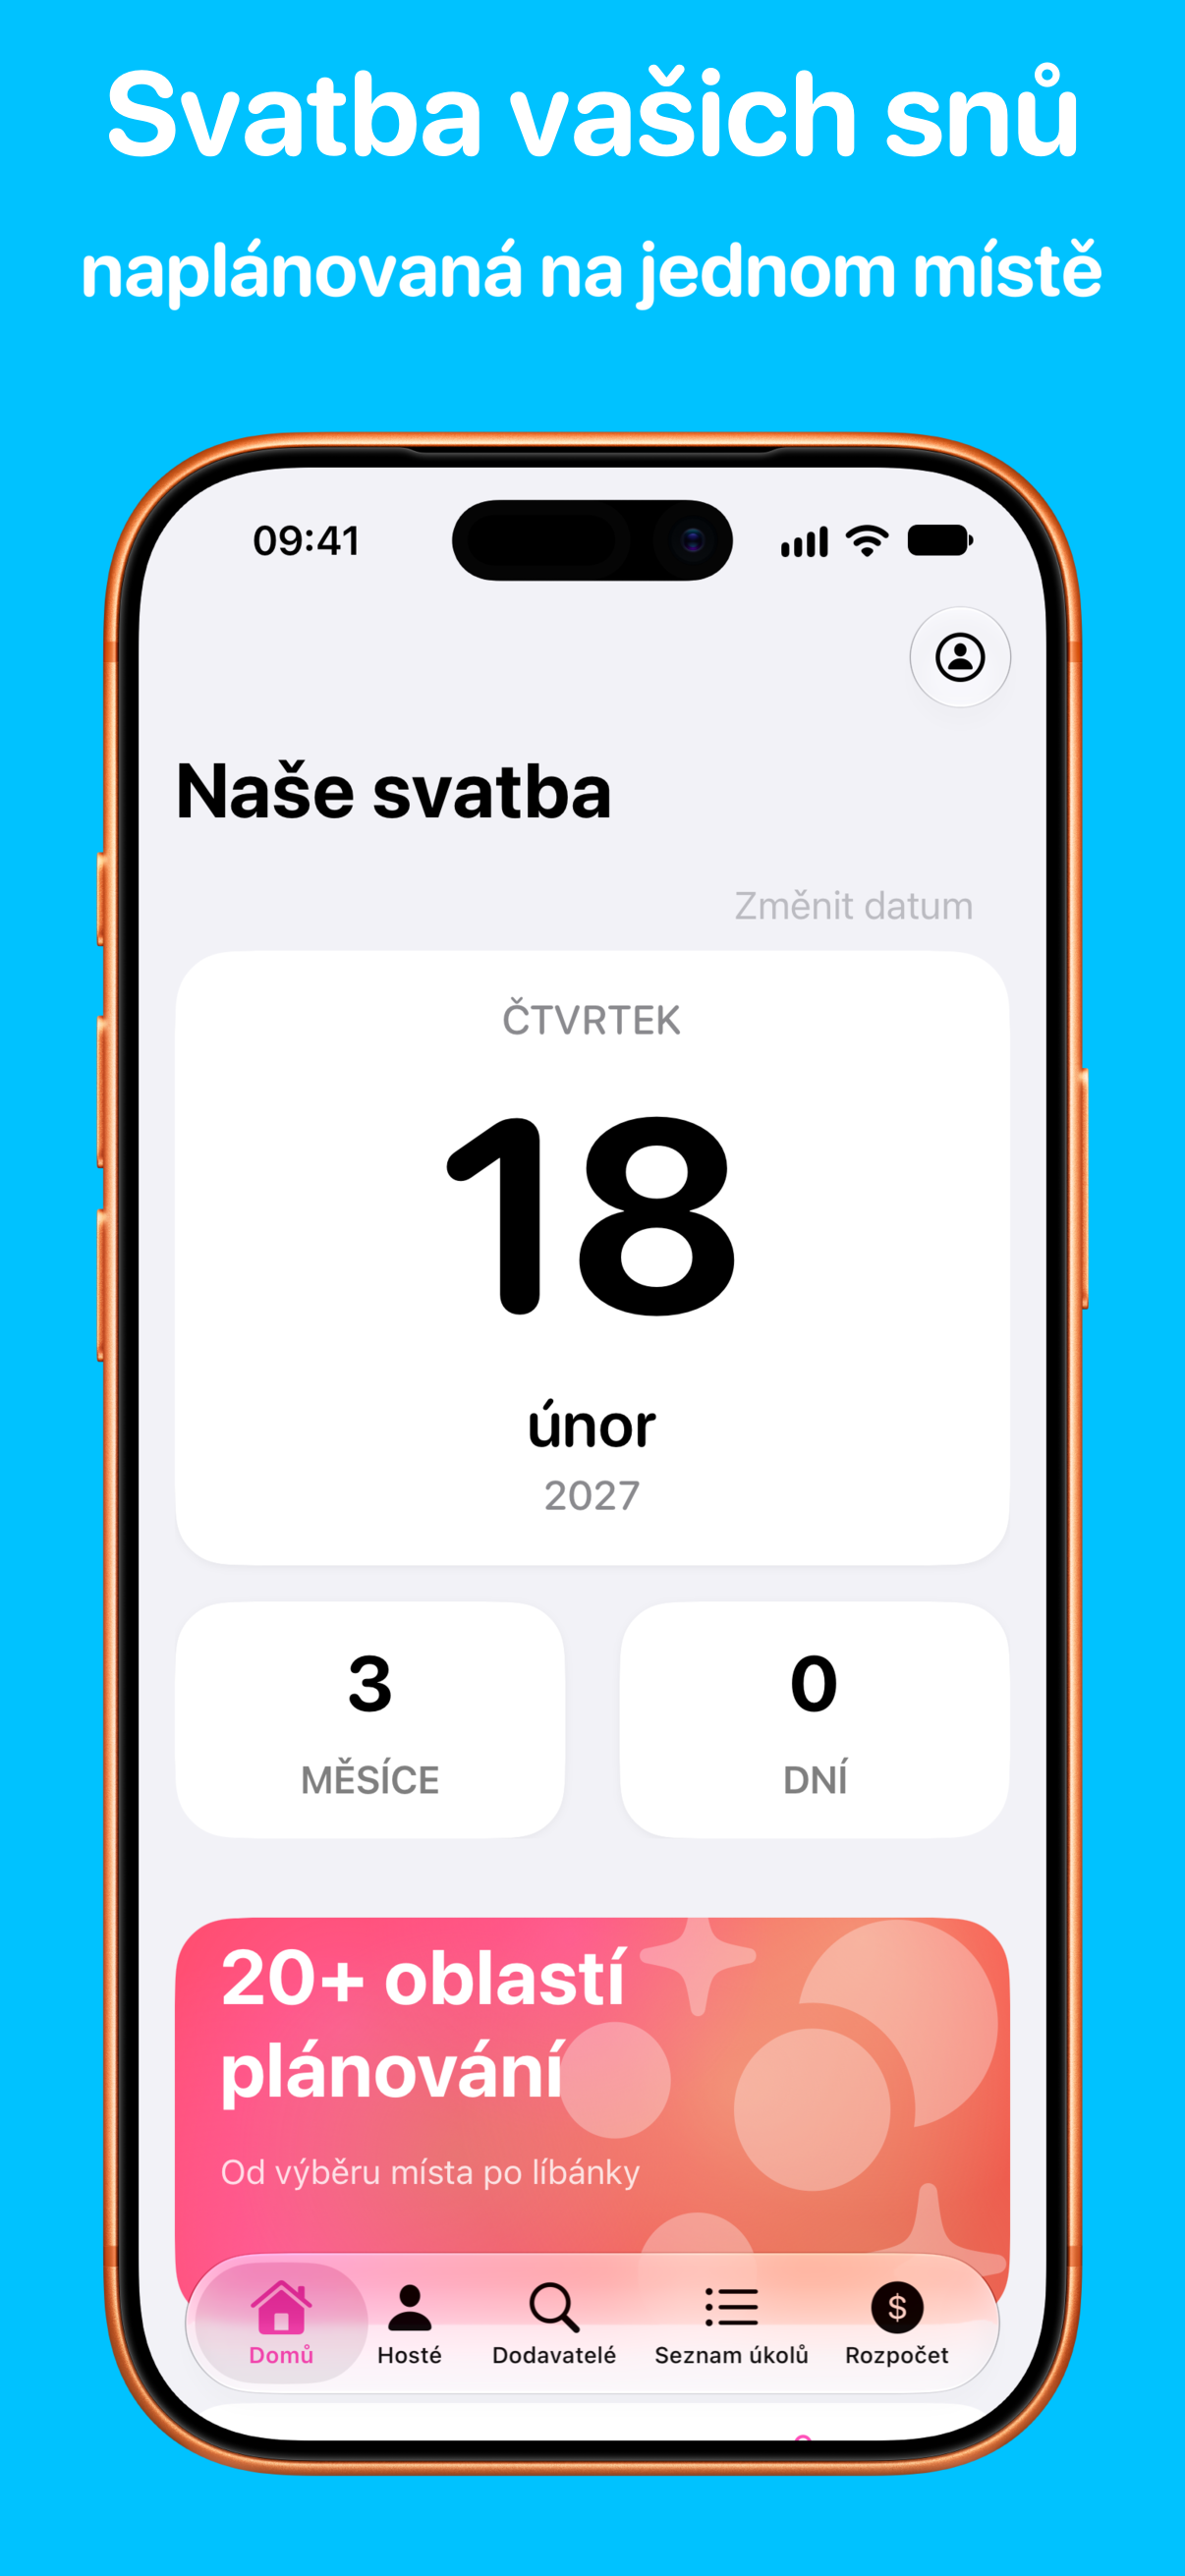 Svatba vašich snů
naplánovaná na jednom místě
09:41
Naše svatba
Změnit datum
ČTVRTEK
18
únor
2027
3
MĚSÍCE
0
DNÍ
20+ oblastí
plánování
Od výběru místa po líbánky
$
Domů
Hosté
Dodavatelé
Seznam úkolů
Rozpočet